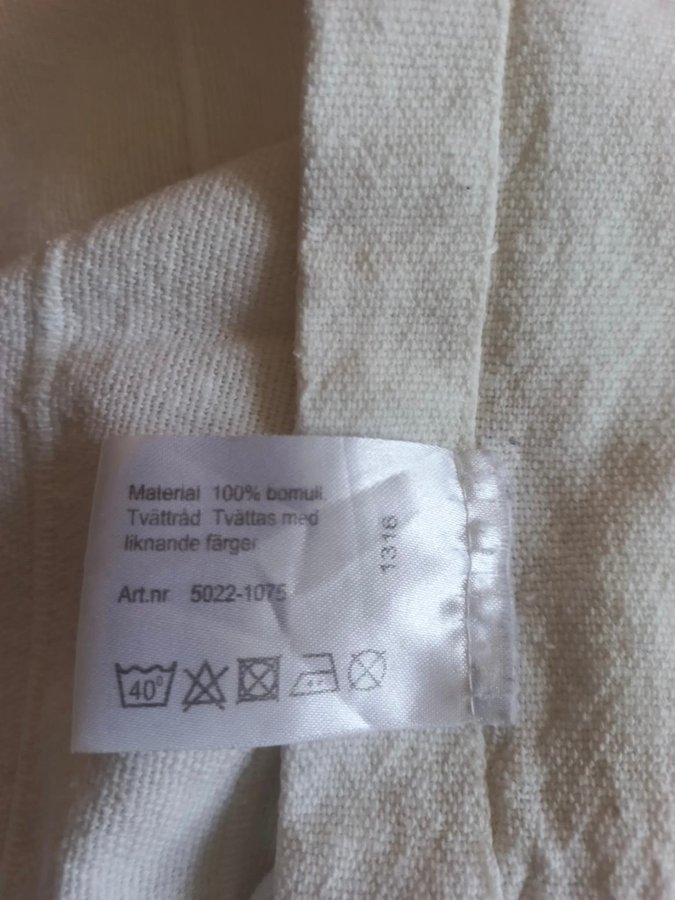 Material 100% bomull.
Tvättråd Tvättas med
liknande färger
Art.nr 5022-1075
40°
1316